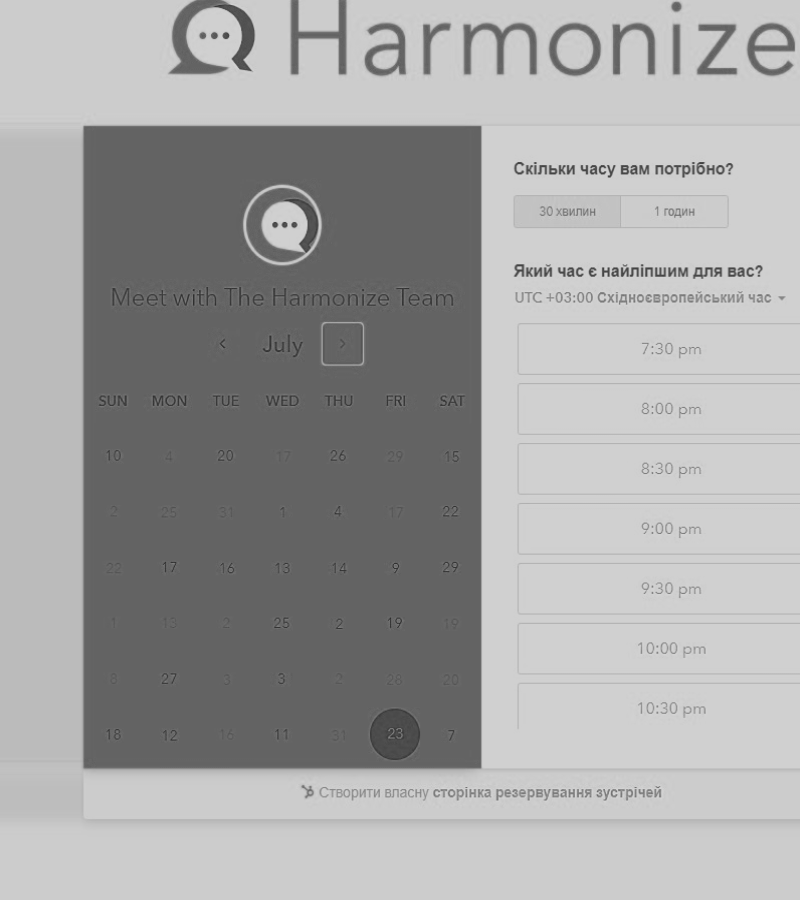 Harmonize
Meet with The Harmonize Team
July
SUN MON TUE WED THU FRI SAT
10 4 20 17 26 29 15
2 25 31 1 4 17 22
22 17 16 13 14 9 29
1 13 2 25 2 19 19
8 27 3 3 2 26 20
18 12 16 11 31 23 7
Скільки часу вам потрібно?
30 хвилин 1 годин
Який час є найліпшим для вас?
UTC +03:00 Східноєвропейський час
7:30 pm
8:00 pm
8:30 pm
9:00 pm
9:30 pm
10:00 pm
10:30 pm
Створити власну сторінка резервування зустрічей